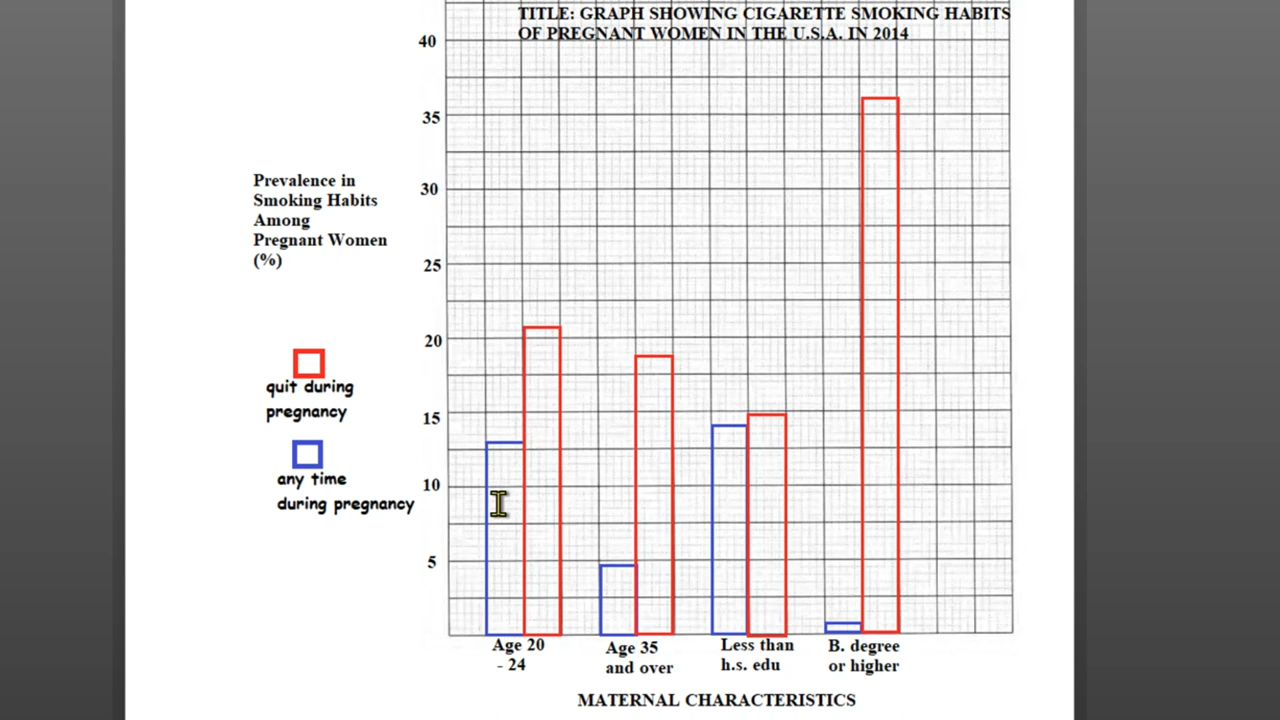 TITLE: GRAPH SHOWING CIGARETTE SMOKING HABITS
OF PREGNANT WOMEN IN THE U.S.A. IN 2014
40
35
30
25
20
15
10
5
Prevalence in
Smoking Habits
Among
Pregnant Women
(%)
quit during
pregnancy
any time
during pregnancy
Age 20
- 24
Age 35
and over
Less than
h.s. edu
B. degree
or higher
MATERNAL CHARACTERISTICS